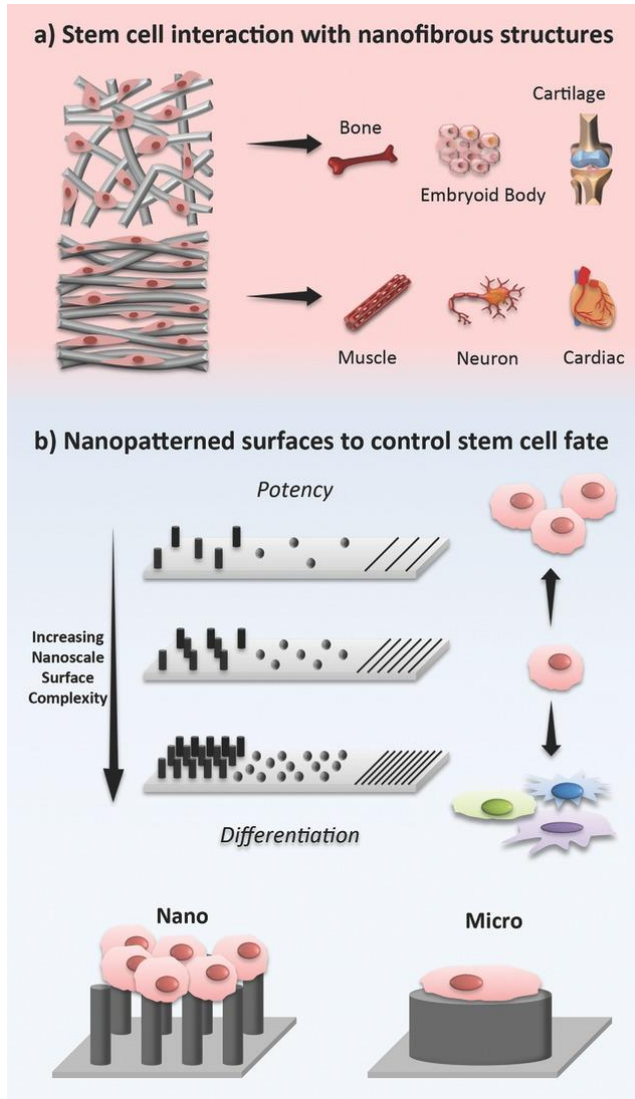 a) Stem cell interaction with nanofibrous structures
Cartilage
Bone
Embryoid Body
Muscle
Neuron
Cardiac
b) Nanopatterned surfaces to control stem cell fate
Potency
Increasing
Nanoscale
Surface
Complexity
Differentiation
Nano
Micro